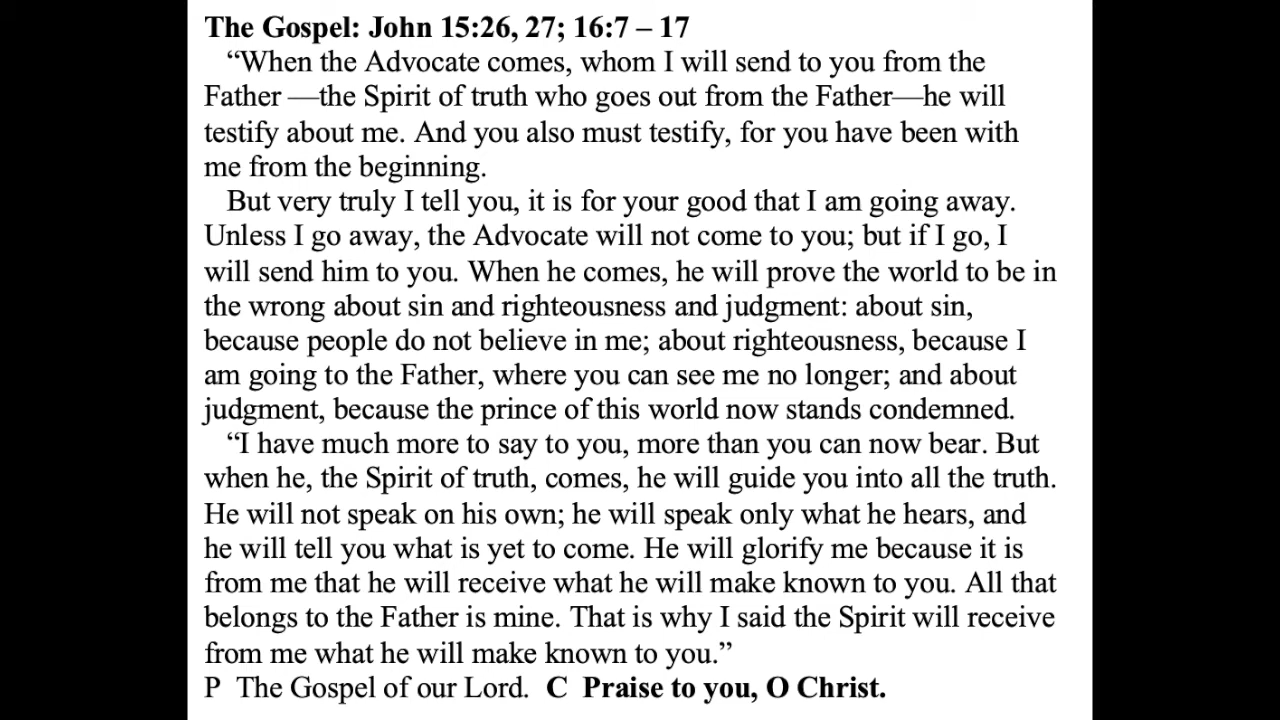 The Gospel: John 15:26, 27; 16:7 – 17
“When the Advocate comes, whom I will send to you from the
Father —the Spirit of truth who goes out from the Father—he will
testify about me. And you also must testify, for you have been with
me from the beginning.
But very truly I tell you, it is for your good that I am going away.
Unless I go away, the Advocate will not come to you; but if I go, I
will send him to you. When he comes, he will prove the world to be in
the wrong about sin and righteousness and judgment: about sin,
because people do not believe in me; about righteousness, because I
am going to the Father, where you can see me no longer; and about
judgment, because the prince of this world now stands condemned.
“I have much more to say to you, more than you can now bear. But
when he, the Spirit of truth, comes, he will guide you into all the truth.
He will not speak on his own; he will speak only what he hears, and
he will tell you what is yet to come. He will glorify me because it is
from me that he will receive what he will make known to you. All that
belongs to the Father is mine. That is why I said the Spirit will receive
from me what he will make known to you.”
P The Gospel of our Lord. C Praise to you, O Christ.